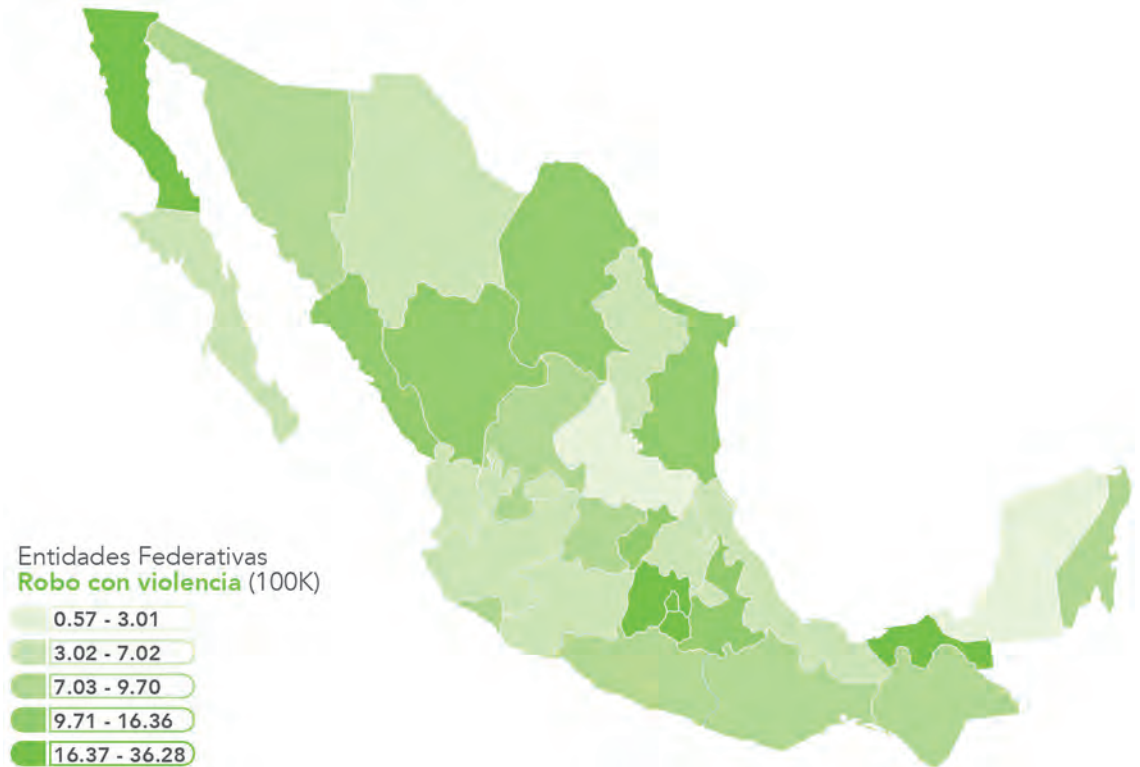 Entidades Federativas
Robo con violencia (100K)
0.57 - 3.01
3.02 - 7.02
7.03 - 9.70
9.71 - 16.36
16.37 - 36.28